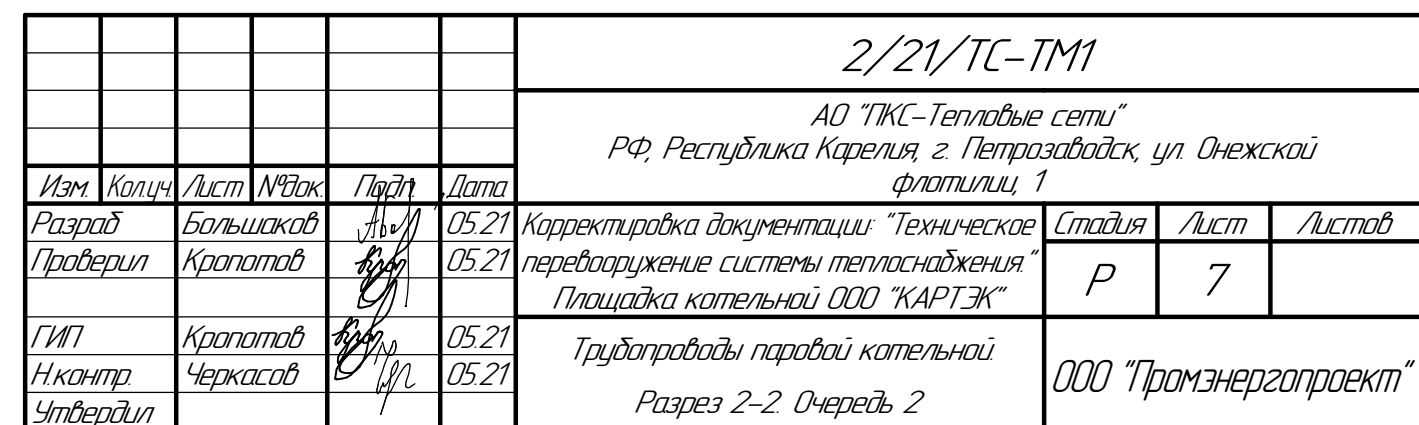 2/21/ТС-ТМ1
АО "ПКС-Тепловые сети"
РФ, Республика Карелия, г. Петрозаводск, ул. Онежской
флотилии, 1
Изм. Кол.уч. Лист №док. Подп. Дата
Разраб Большаков 05.21
Проверил Кропотов 05.21
ГИП Кропотов 05.21
Н.контр. Черкасов 05.21
Утвердил
Корректировка документации: "Техническое
перевооружение системы теплоснабжения."
Площадка котельной ООО "КАРТЭК"
Стадия Лист Листов
Р 7
Трубопроводы паровой котельной.
Разрез 2-2. Очередь 2
ООО "Промэнергопроект"